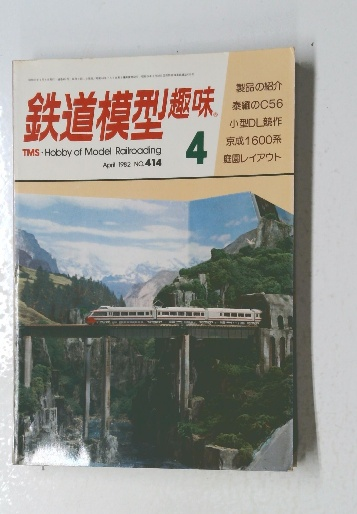 鉄道模型趣味
TMS・Hobby of Model Railroading
April 1982 NO.414
4
製品の紹介
泰緬のC56
小型DL競作
京成1600系
庭園レイアウト